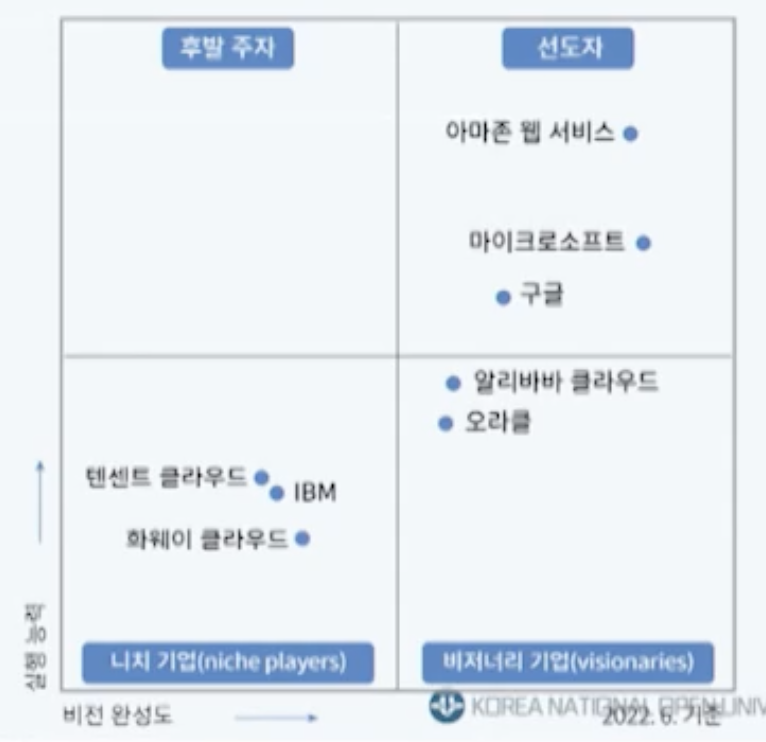 후발 주자
선도자
아마존 웹 서비스
마이크로소프트
구글
알리바바 클라우드
오라클
텐센트 클라우드
IBM
화웨이 클라우드
실행 능력
니치 기업(niche players)
비저너리 기업(visionaries)
비전 완성도
KOREA NATIONAL OPEN UNIV
2022. 6. 기준